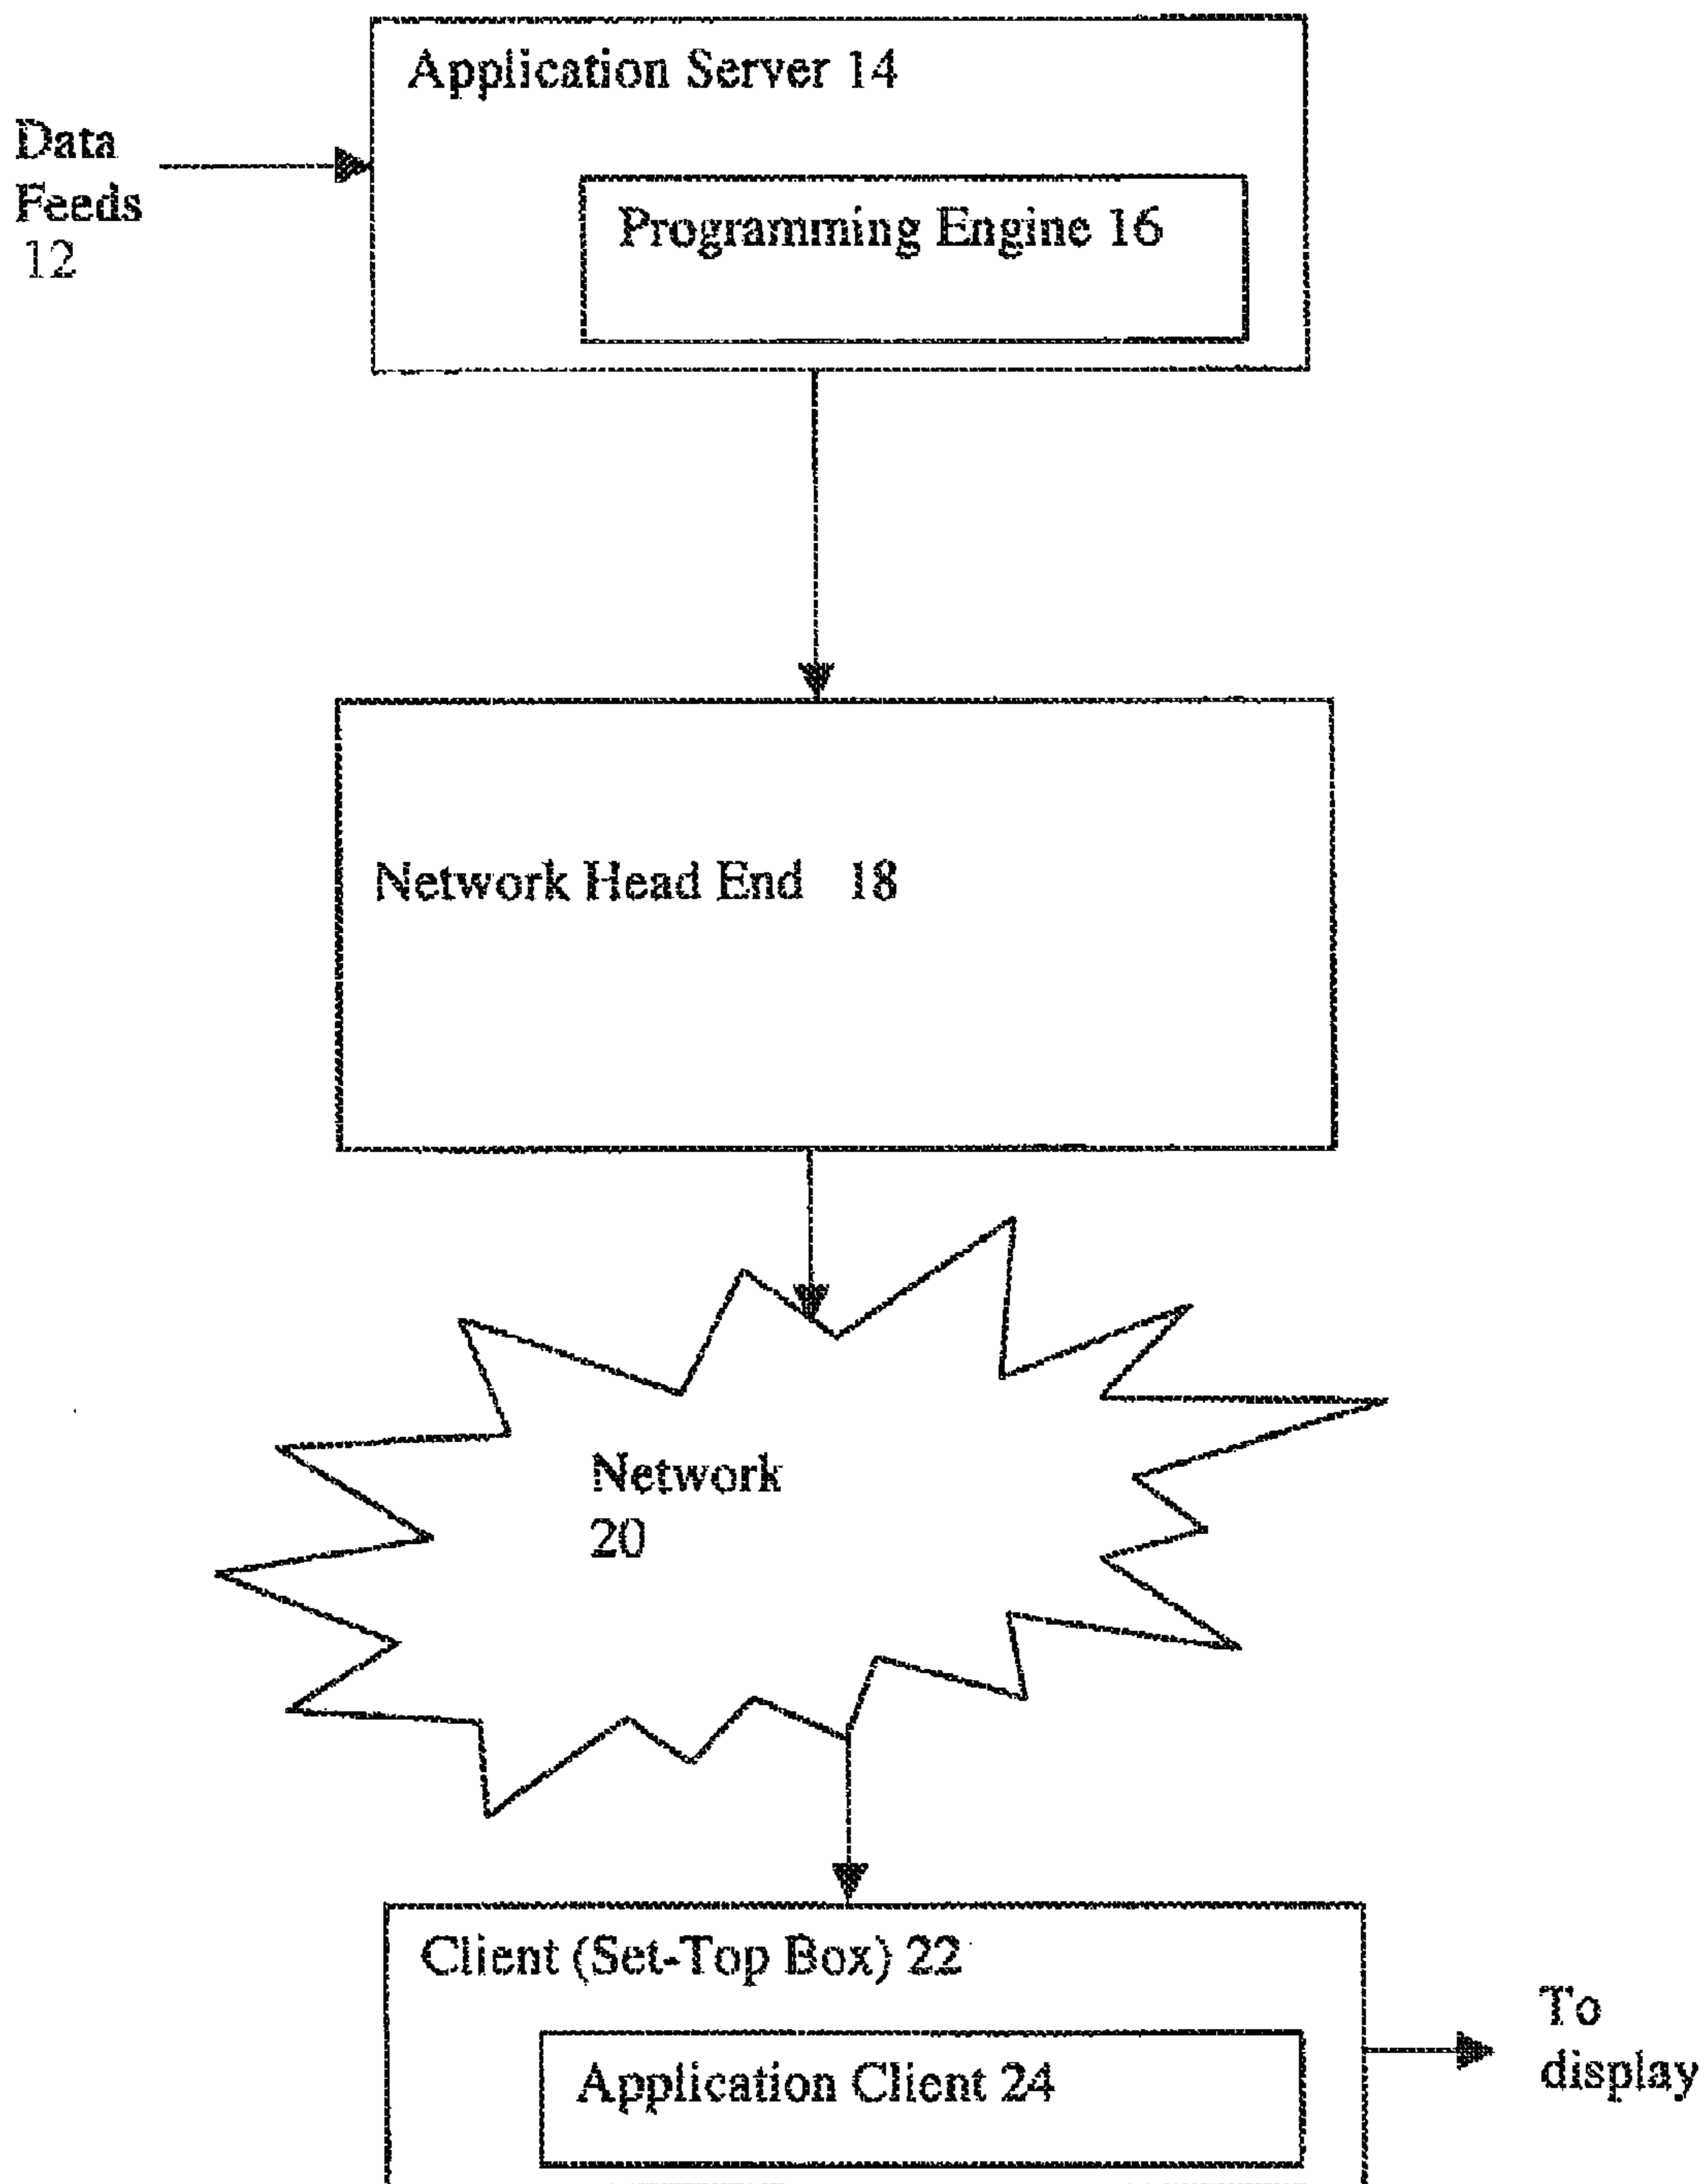 Application Server 14
Data
Feeds
12
Programming Engine 16
Network Head End 18
Network
20
Client (Set-Top Box) 22
Application Client 24
To
display